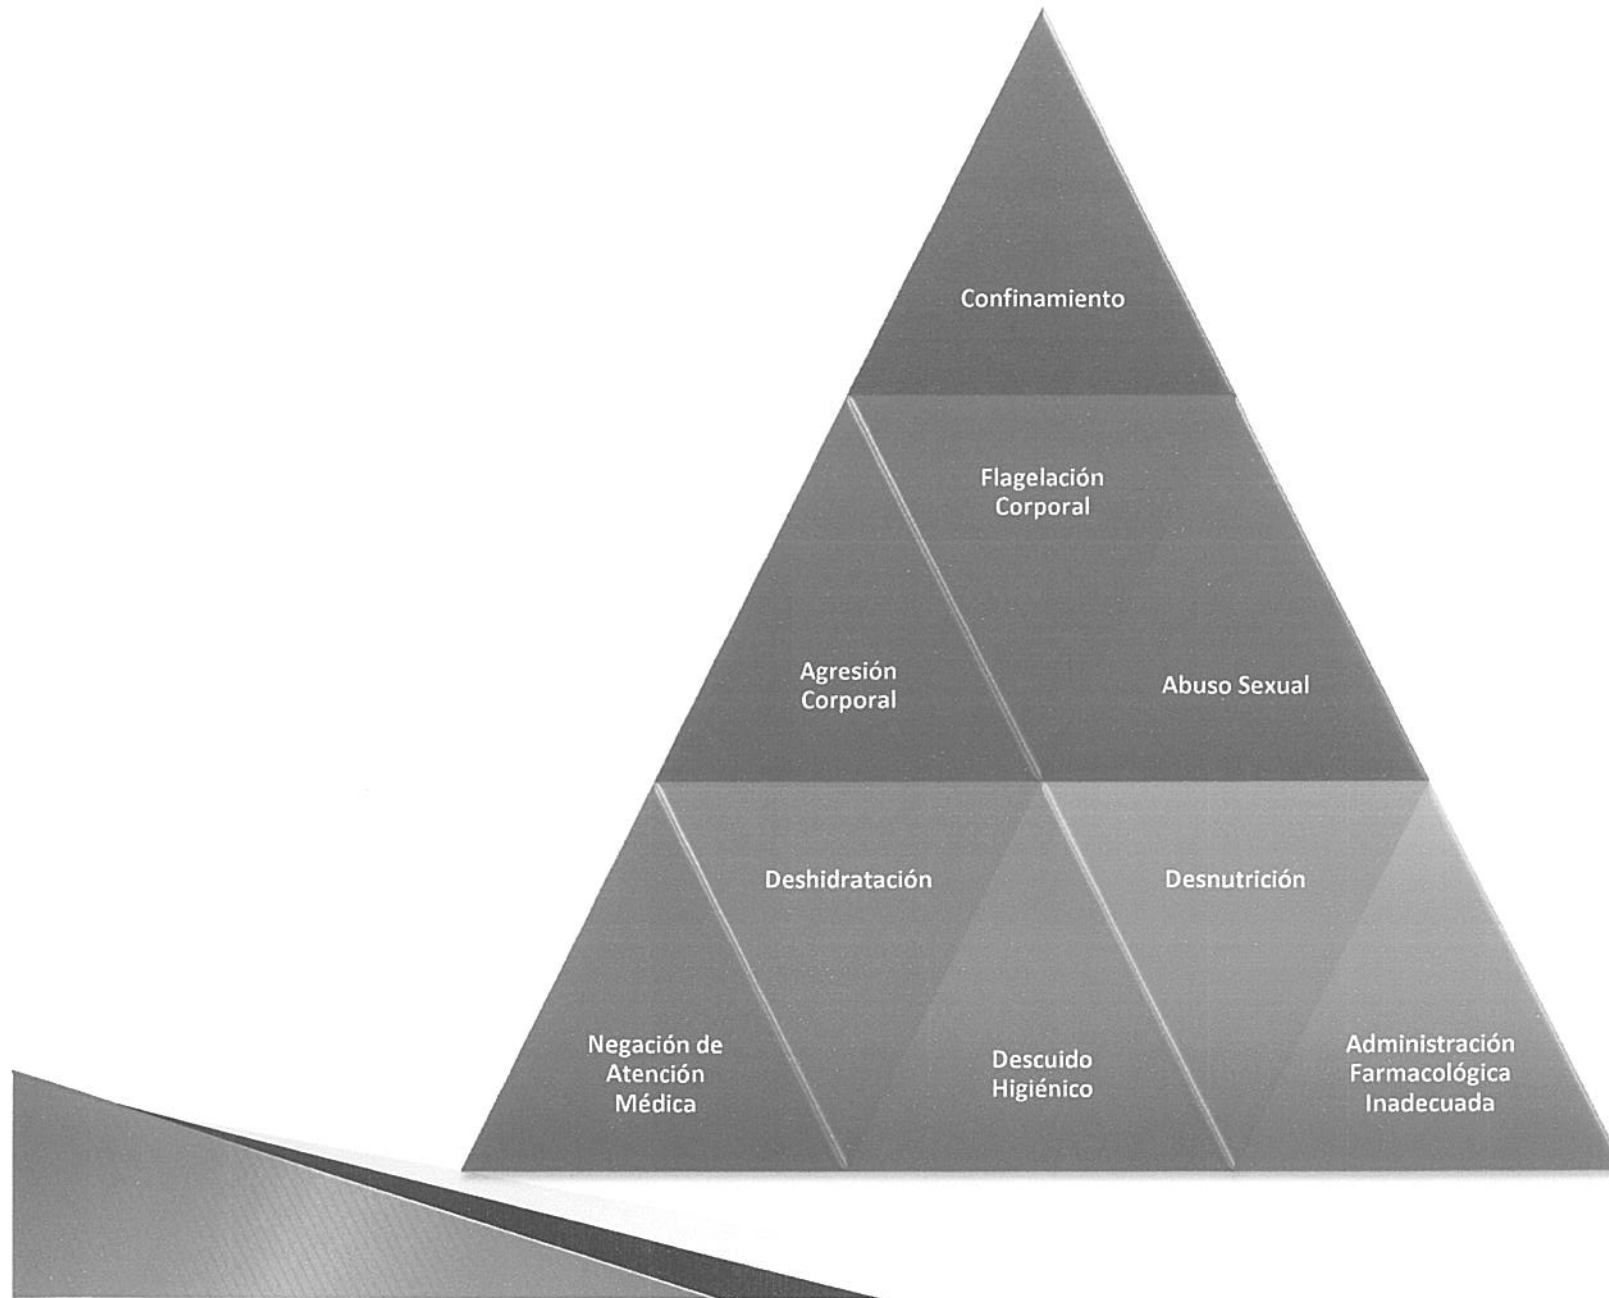 Confinamiento
Flagelación
Corporal
Agresión
Corporal
Abuso Sexual
Deshidratación
Desnutrición
Negación de
Atención
Médica
Descuido
Higiénico
Administración
Farmacológica
Inadecuada